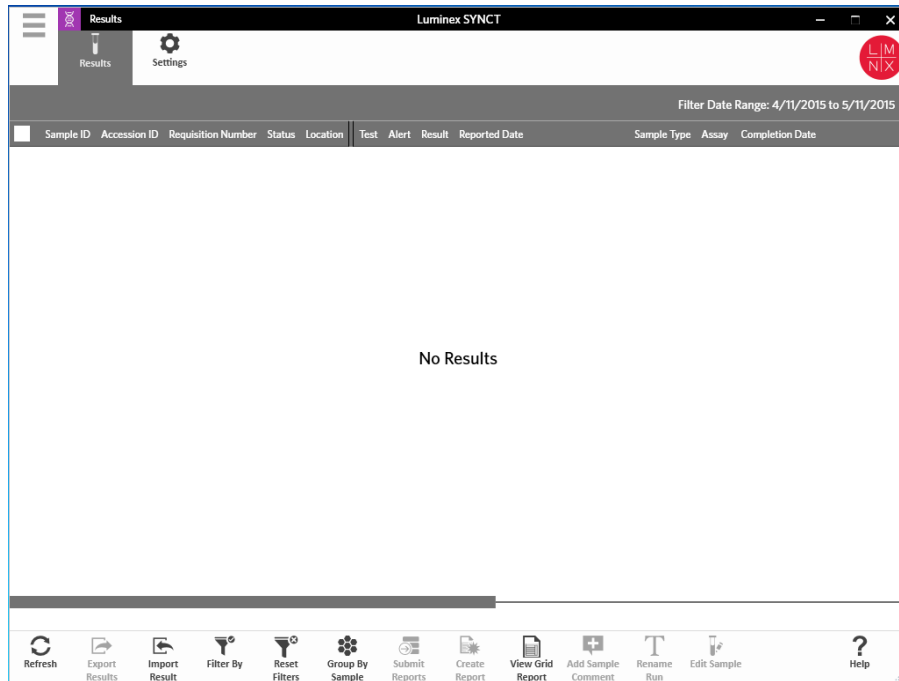 Results Luminex SYNCT
Results Settings
L M
N X
Filter Date Range: 4/11/2015 to 5/11/2015
Sample ID Accession ID Requisition Number Status Location Test Alert Result Reported Date Sample Type Assay Completion Date
No Results
Refresh Export Results Import Result Filter By Reset Filters Group By Sample Submit Reports Create Report View Grid Report Add Sample Comment Rename Run Edit Sample Help